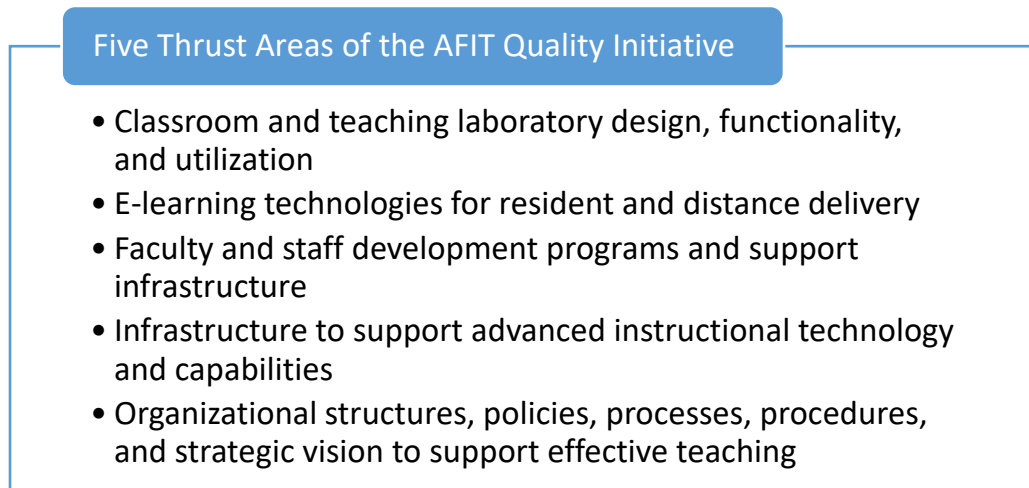 Five Thrust Areas of the AFIT Quality Initiative
• Classroom and teaching laboratory design, functionality,
and utilization
• E-learning technologies for resident and distance delivery
• Faculty and staff development programs and support
infrastructure
• Infrastructure to support advanced instructional technology
and capabilities
• Organizational structures, policies, processes, procedures,
and strategic vision to support effective teaching